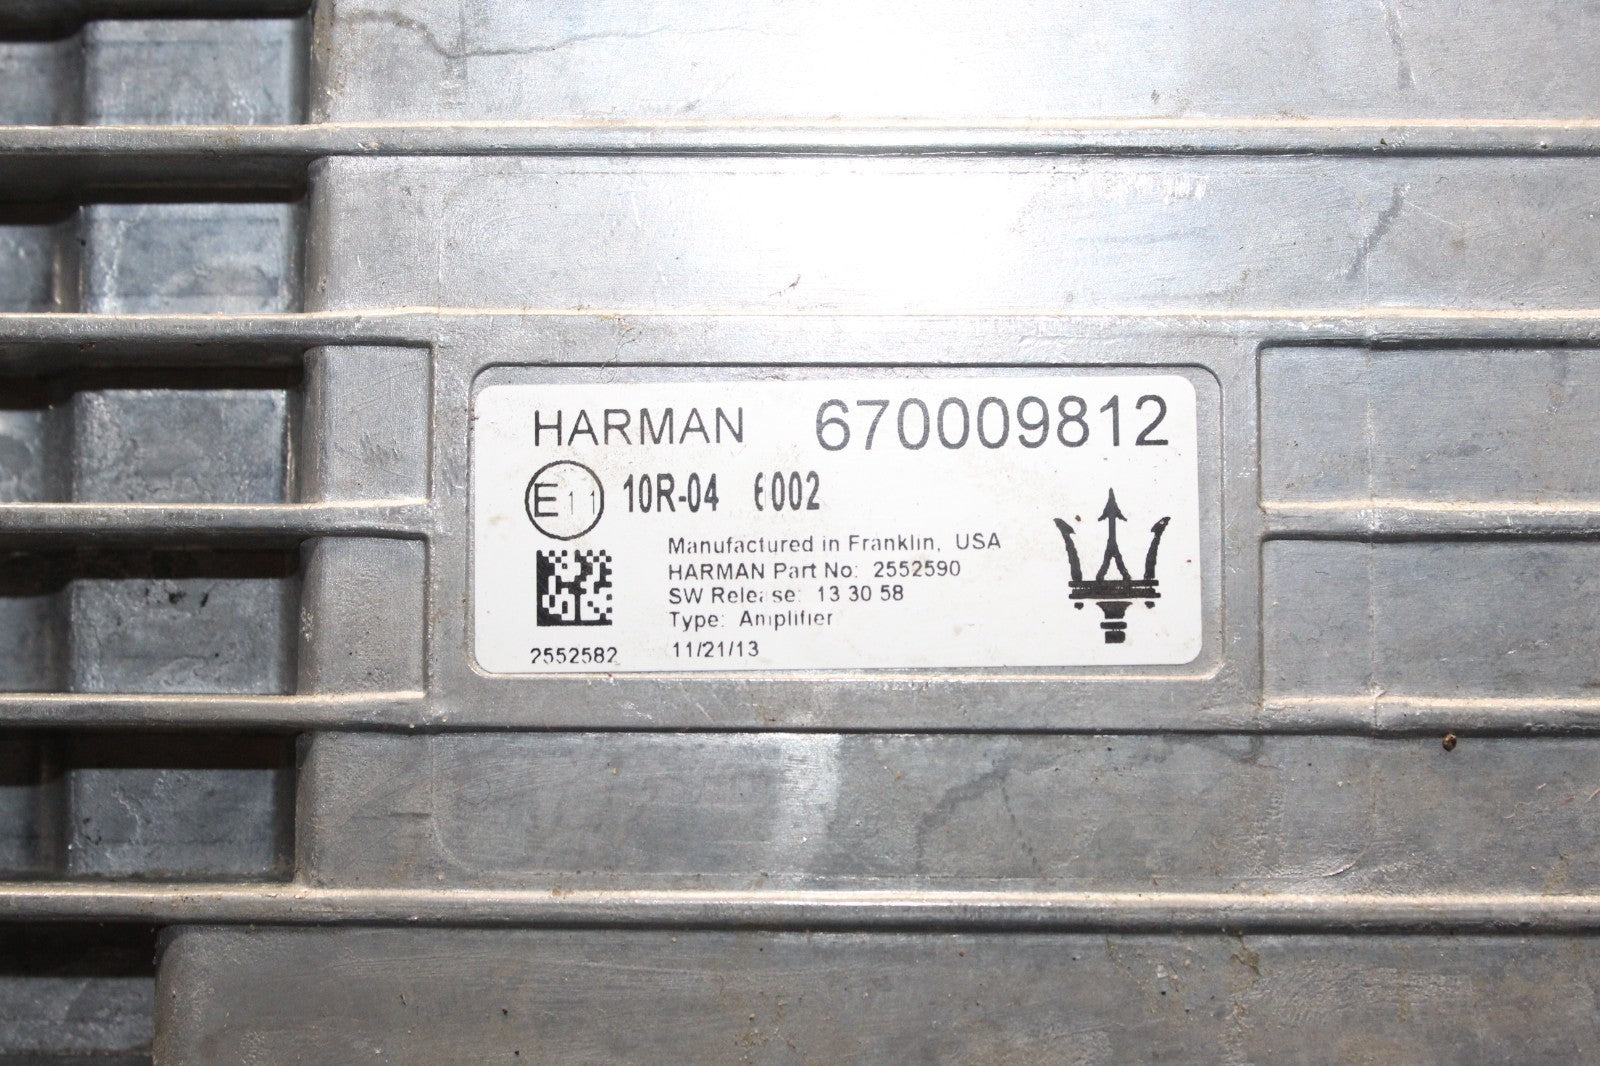 HARMAN 670009812
E11 10R-04 6002
Manufactured in Franklin, USA
HARMAN Part No: 2552590
SW Release: 13 30 58
Type: Amplifier
2552582 11/21/13